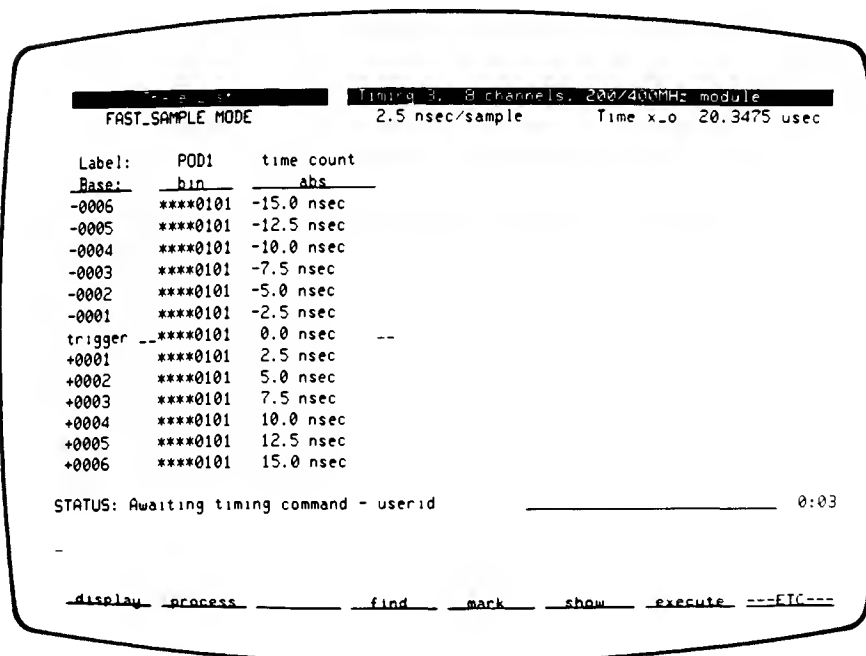 Timing 3, 8 channels, 200/400MHz module
FAST_SAMPLE MODE 2.5 nsec/sample Time x_o 20.3475 usec
Label: POD1 time count
Base: bin abs
-0006 ****0101 -15.0 nsec
-0005 ****0101 -12.5 nsec
-0004 ****0101 -10.0 nsec
-0003 ****0101 -7.5 nsec
-0002 ****0101 -5.0 nsec
-0001 ****0101 -2.5 nsec
trigger __****0101 0.0 nsec __
+0001 ****0101 2.5 nsec
+0002 ****0101 5.0 nsec
+0003 ****0101 7.5 nsec
+0004 ****0101 10.0 nsec
+0005 ****0101 12.5 nsec
+0006 ****0101 15.0 nsec
STATUS: Awaiting timing command - userid 0:03
_
display process find mark show execute ---ETC---